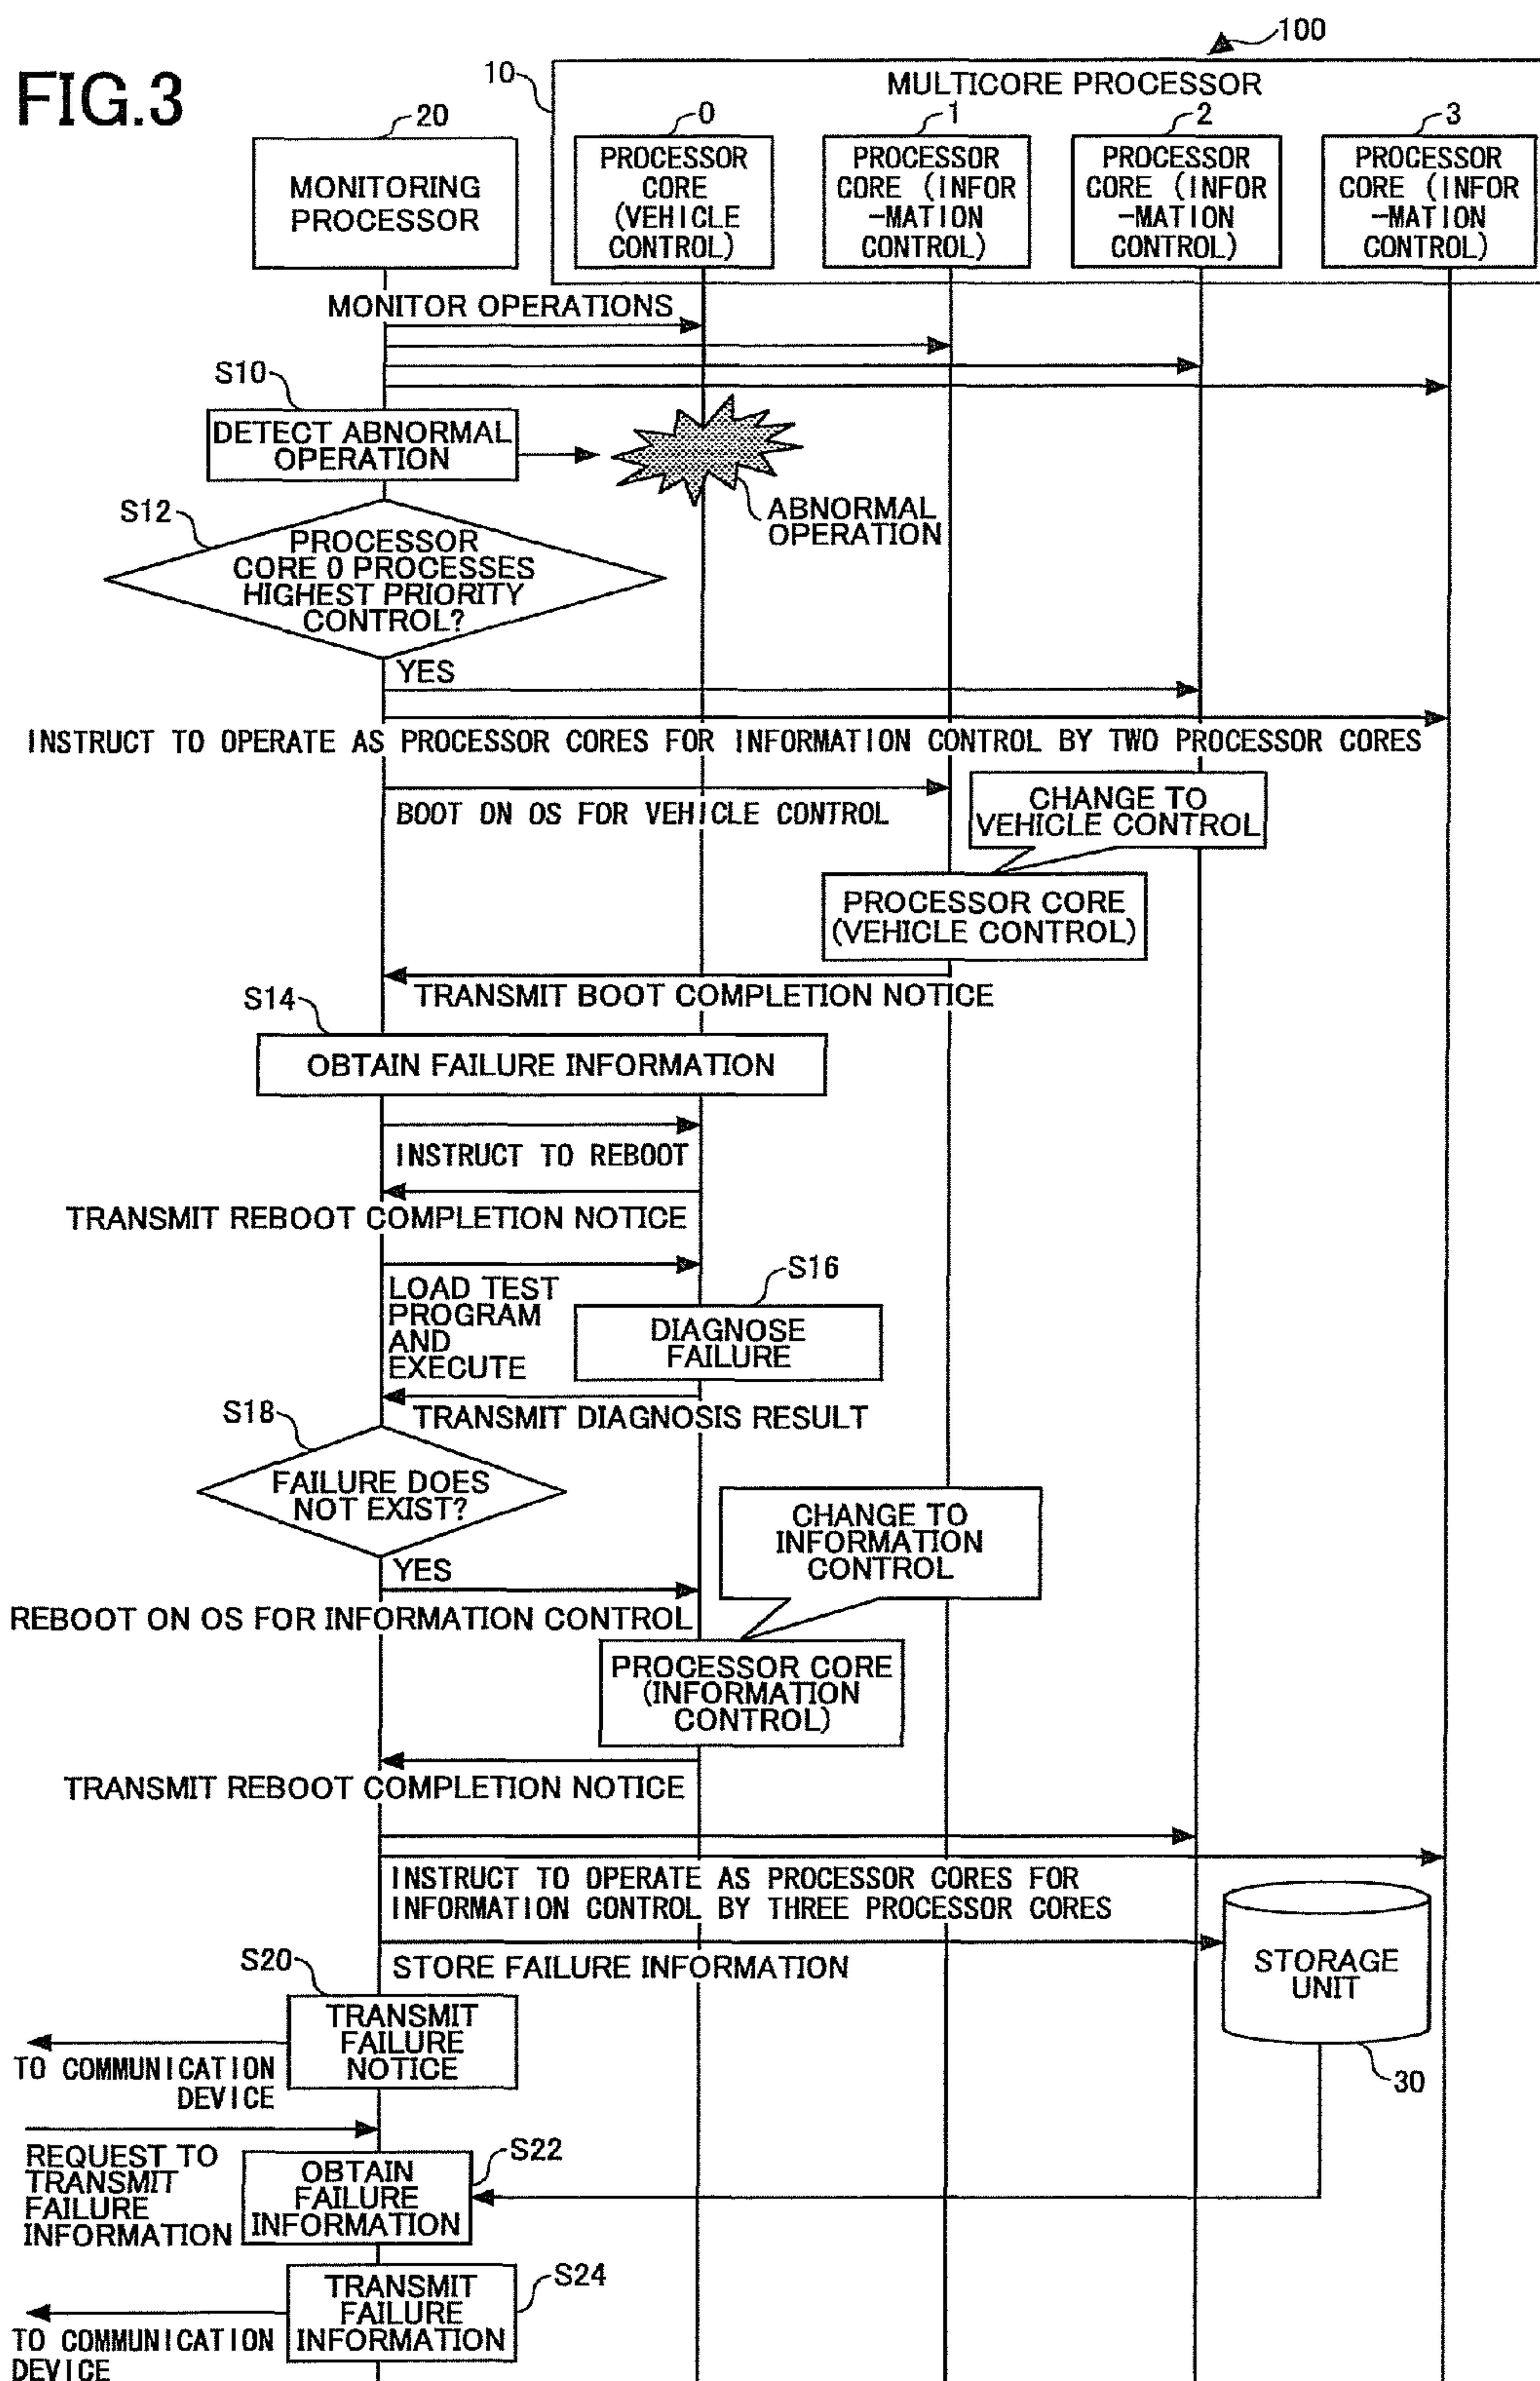 FIG.3
100
10
MULTICORE PROCESSOR
20
0
1
2
3
MONITORING
PROCESSOR
PROCESSOR
CORE
(VEHICLE
CONTROL)
PROCESSOR
CORE (INFOR
-MATION
CONTROL)
PROCESSOR
CORE (INFOR
-MATION
CONTROL)
PROCESSOR
CORE (INFOR
-MATION
CONTROL)
MONITOR OPERATIONS
S10
DETECT ABNORMAL
OPERATION
ABNORMAL
OPERATION
S12
PROCESSOR
CORE 0 PROCESSES
HIGHEST PRIORITY
CONTROL?
YES
INSTRUCT TO OPERATE AS PROCESSOR CORES FOR INFORMATION CONTROL BY TWO PROCESSOR CORES
BOOT ON OS FOR VEHICLE CONTROL
CHANGE TO
VEHICLE CONTROL
PROCESSOR CORE
(VEHICLE CONTROL)
TRANSMIT BOOT COMPLETION NOTICE
S14
OBTAIN FAILURE INFORMATION
INSTRUCT TO REBOOT
TRANSMIT REBOOT COMPLETION NOTICE
LOAD TEST
PROGRAM
AND
EXECUTE
S16
DIAGNOSE
FAILURE
TRANSMIT DIAGNOSIS RESULT
S18
FAILURE DOES
NOT EXIST?
YES
CHANGE TO
INFORMATION
CONTROL
REBOOT ON OS FOR INFORMATION CONTROL
PROCESSOR CORE
(INFORMATION
CONTROL)
TRANSMIT REBOOT COMPLETION NOTICE
INSTRUCT TO OPERATE AS PROCESSOR CORES FOR
INFORMATION CONTROL BY THREE PROCESSOR CORES
STORE FAILURE INFORMATION
STORAGE
UNIT
30
S20
TRANSMIT
FAILURE
NOTICE
TO COMMUNICATION
DEVICE
REQUEST TO
TRANSMIT
FAILURE
INFORMATION
S22
OBTAIN
FAILURE
INFORMATION
S24
TRANSMIT
FAILURE
INFORMATION
TO COMMUNICATION
DEVICE